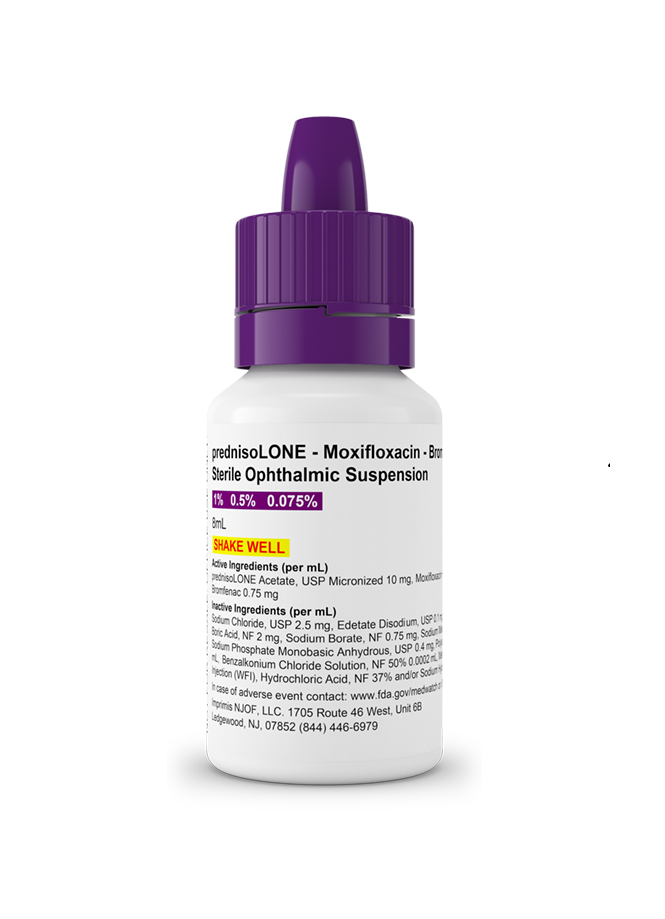 prednisoLONE - Moxifloxacin - Brom
Sterile Ophthalmic Suspension
1% 0.5% 0.075%
8mL
SHAKE WELL
Active Ingredients (per mL)
prednisoLONE Acetate, USP Micronized 10 mg, Moxifloxacin
Bromfenac 0.75 mg
Inactive Ingredients (per mL)
Sodium Chloride, USP 2.5 mg, Edetate Disodium, USP 0.1 mg
Boric Acid, NF 2 mg, Sodium Borate, NF 0.75 mg, Sodium
Sodium Phosphate Monobasic Anhydrous, USP 0.4 mg,
mL, Benzalkonium Chloride Solution, NF 50% 0.0002 mL,
Injection (WFI), Hydrochloric Acid, NF 37% and/or Sodium
In case of adverse event contact: www.fda.gov/medwatch
Imprimis NJOF, LLC. 1705 Route 46 West, Unit 6B
Ledgewood, NJ, 07852 (844) 446-6979